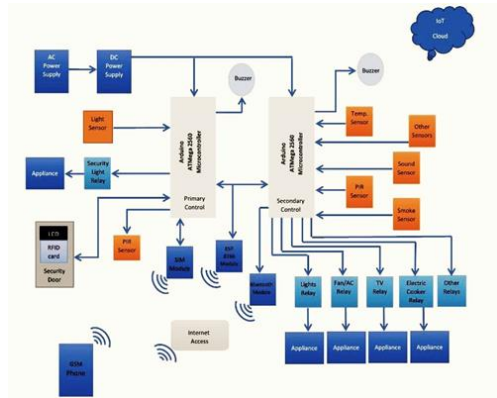 AC
Power
Supply
DC
Power
Supply
IoT
Cloud
Buzzer
Buzzer
Light
Sensor
Arduino
ATMega 2560
Microcontroller
Primary
Control
Arduino
ATMega 2560
Microcontroller
Secondary
Control
Temp.
Sensor
Other
Sensors
Sound
Sensor
PIR
Sensor
Smoke
Sensor
Appliance
Security
Light
Relay
LCD
RFID
card
Security
Door
PIR
Sensor
SIM
Module
Module
Bluetooth
Module
Lights
Relay
Fan/AC
Relay
TV
Relay
Electric
Cooker
Relay
Other
Relays
Internet
Access
Appliance
Appliance
Appliance
Appliance
GSM
Phone